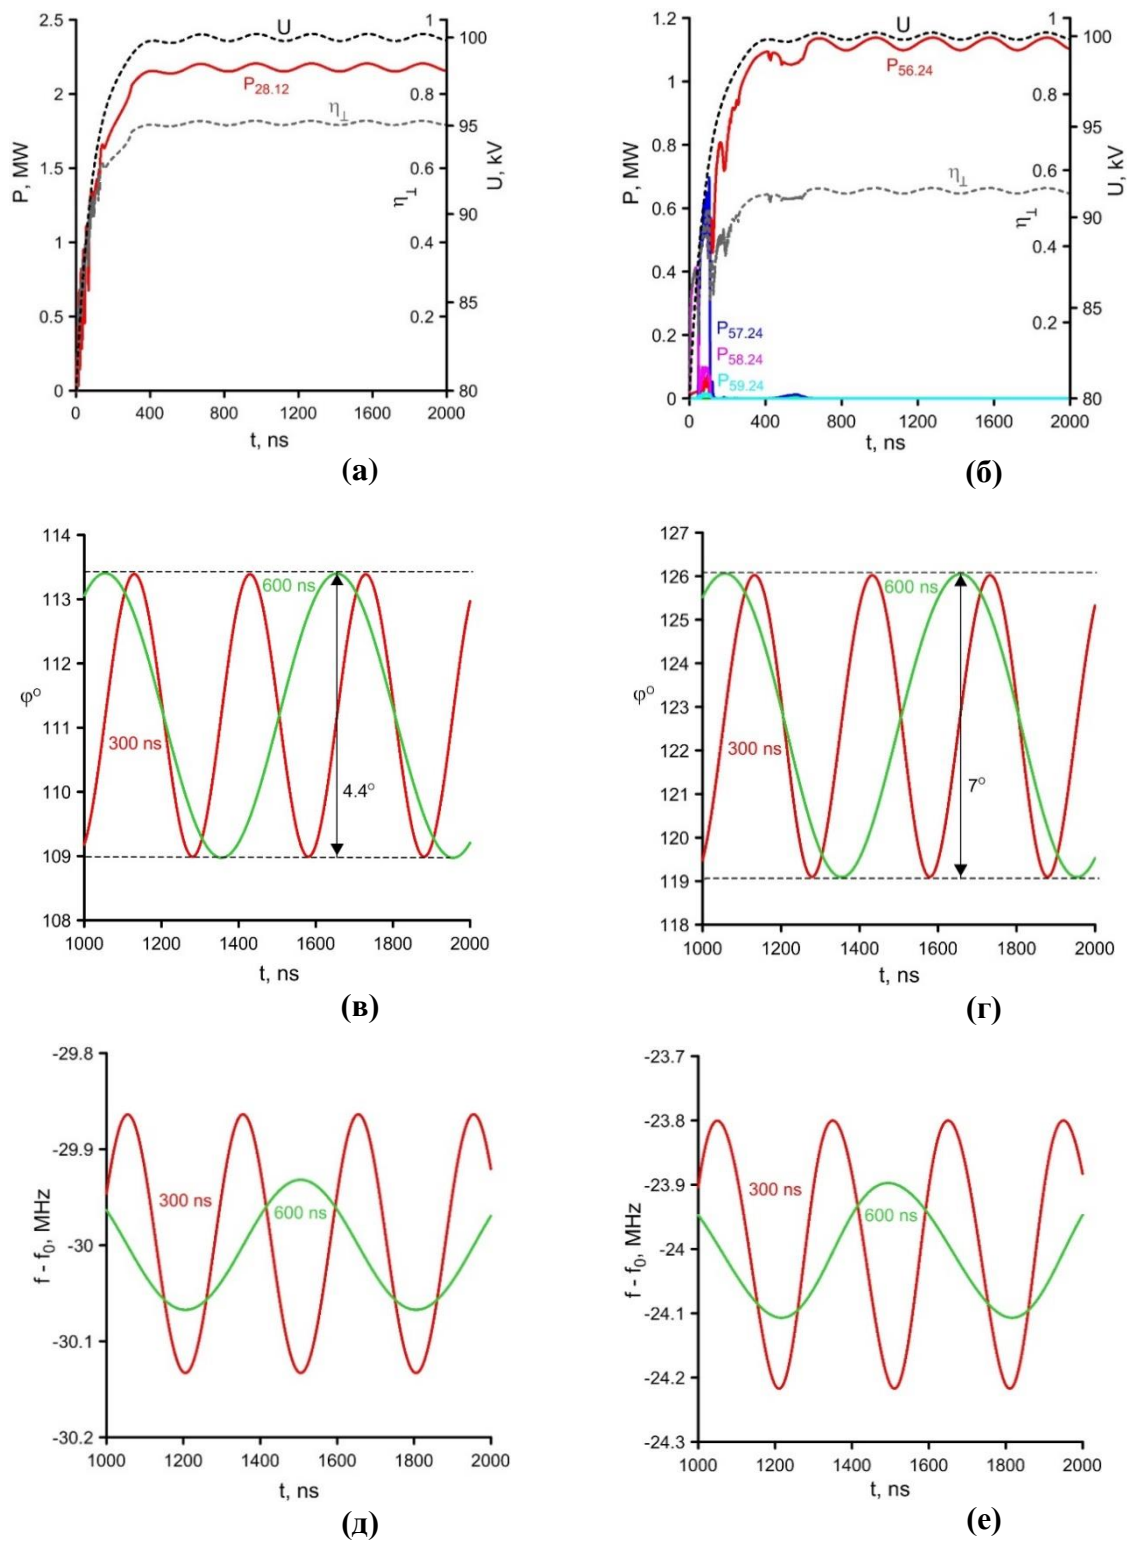 2.5
2
1.5
1
0.5
0
P, MW
U
P28.12
η⊥
1
0.8
0.6
0.4
0.2
η⊥
100
95
90
85
80
U, kV
0 400 800 1200 1600 2000
t, ns
(а)
1.2
1
0.8
0.6
0.4
0.2
0
P, MW
U
P56.24
η⊥
P57.24
P58.24
P59.24
1
0.8
0.6
0.4
0.2
η⊥
100
95
90
85
80
U, kV
0 400 800 1200 1600 2000
t, ns
(б)
114
113
112
111
110
109
108
φ°
600 ns
300 ns
4.4°
1000 1200 1400 1600 1800 2000
t, ns
(в)
127
126
125
124
123
122
121
120
119
118
φ°
600 ns
300 ns
7°
1000 1200 1400 1600 1800 2000
t, ns
(г)
-29.8
-29.9
-30
-30.1
-30.2
f - f0, MHz
300 ns
600 ns
1000 1200 1400 1600 1800 2000
t, ns
(д)
-23.7
-23.8
-23.9
-24
-24.1
-24.2
-24.3
f - f0, MHz
300 ns
600 ns
1000 1200 1400 1600 1800 2000
t, ns
(е)